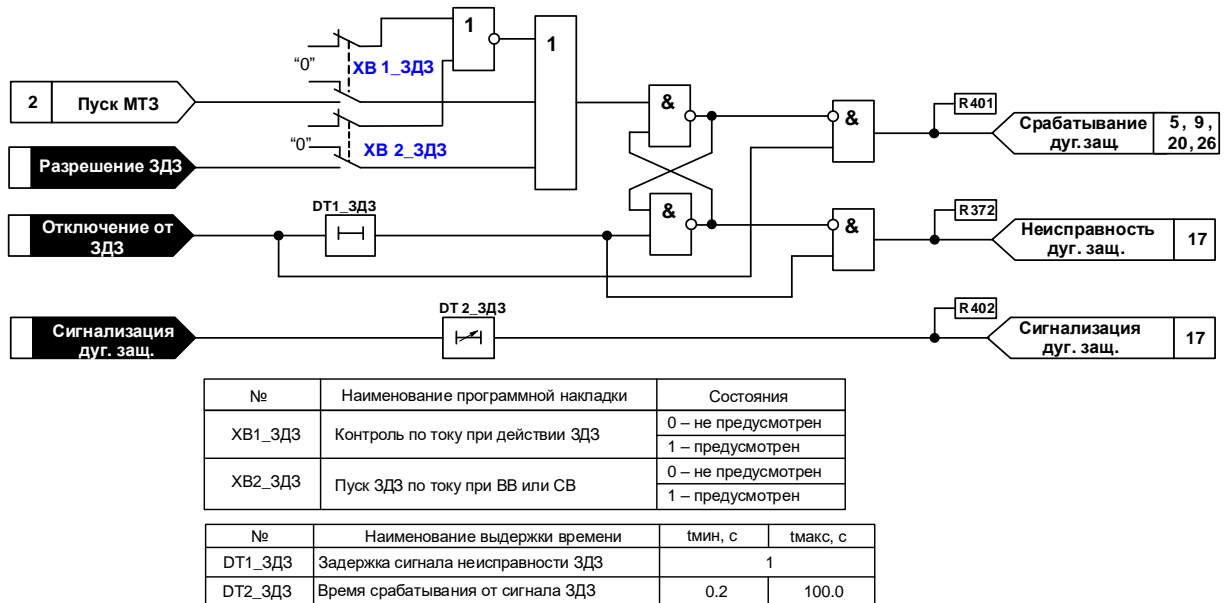 1
1
"0"
ХВ 1_ЗДЗ
2 Пуск МТЗ
&
&
R401
Срабатывание дуг.защ.
5, 9, 20, 26
"0"
ХВ 2_ЗДЗ
Разрешение ЗДЗ
DT1_ЗДЗ
Отключение от ЗДЗ
&
&
R372
Неисправность дуг. защ.
17
DT 2_ЗДЗ
R402
Сигнализация дуг. защ.
Сигнализация дуг. защ.
17
№ Наименование программной накладки Состояния
ХВ1_ЗДЗ Контроль по току при действии ЗДЗ
0 – не предусмотрен
1 – предусмотрен
ХВ2_ЗДЗ Пуск ЗДЗ по току при ВВ или СВ
0 – не предусмотрен
1 – предусмотрен
№ Наименование выдержки времени tмин, с tмакс, с
DT1_ЗДЗ Задержка сигнала неисправности ЗДЗ 1
DT2_ЗДЗ Время срабатывания от сигнала ЗДЗ 0.2 100.0